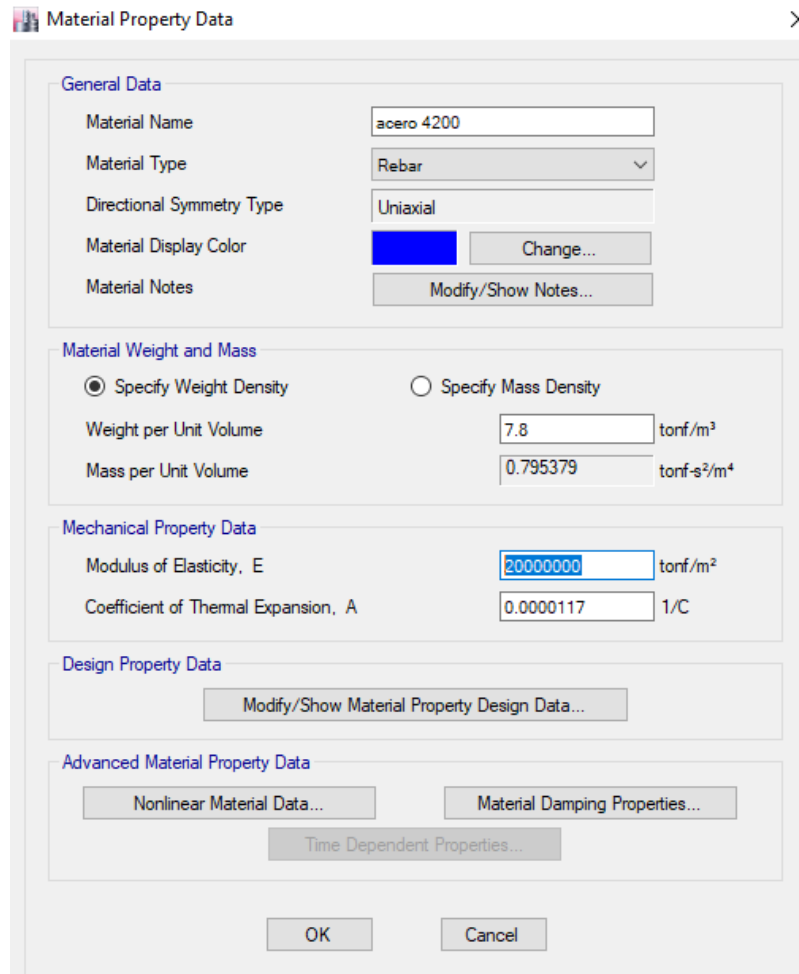 Material Property Data
General Data
Material Name acero 4200
Material Type Rebar
Directional Symmetry Type Uniaxial
Material Display Color Change...
Material Notes Modify/Show Notes...
Material Weight and Mass
Specify Weight Density Specify Mass Density
Weight per Unit Volume 7.8 tonf/m³
Mass per Unit Volume 0.795379 tonf-s²/m⁴
Mechanical Property Data
Modulus of Elasticity, E 20000000 tonf/m²
Coefficient of Thermal Expansion, A 0.0000117 1/C
Design Property Data
Modify/Show Material Property Design Data...
Advanced Material Property Data
Nonlinear Material Data... Material Damping Properties...
Time Dependent Properties...
OK Cancel